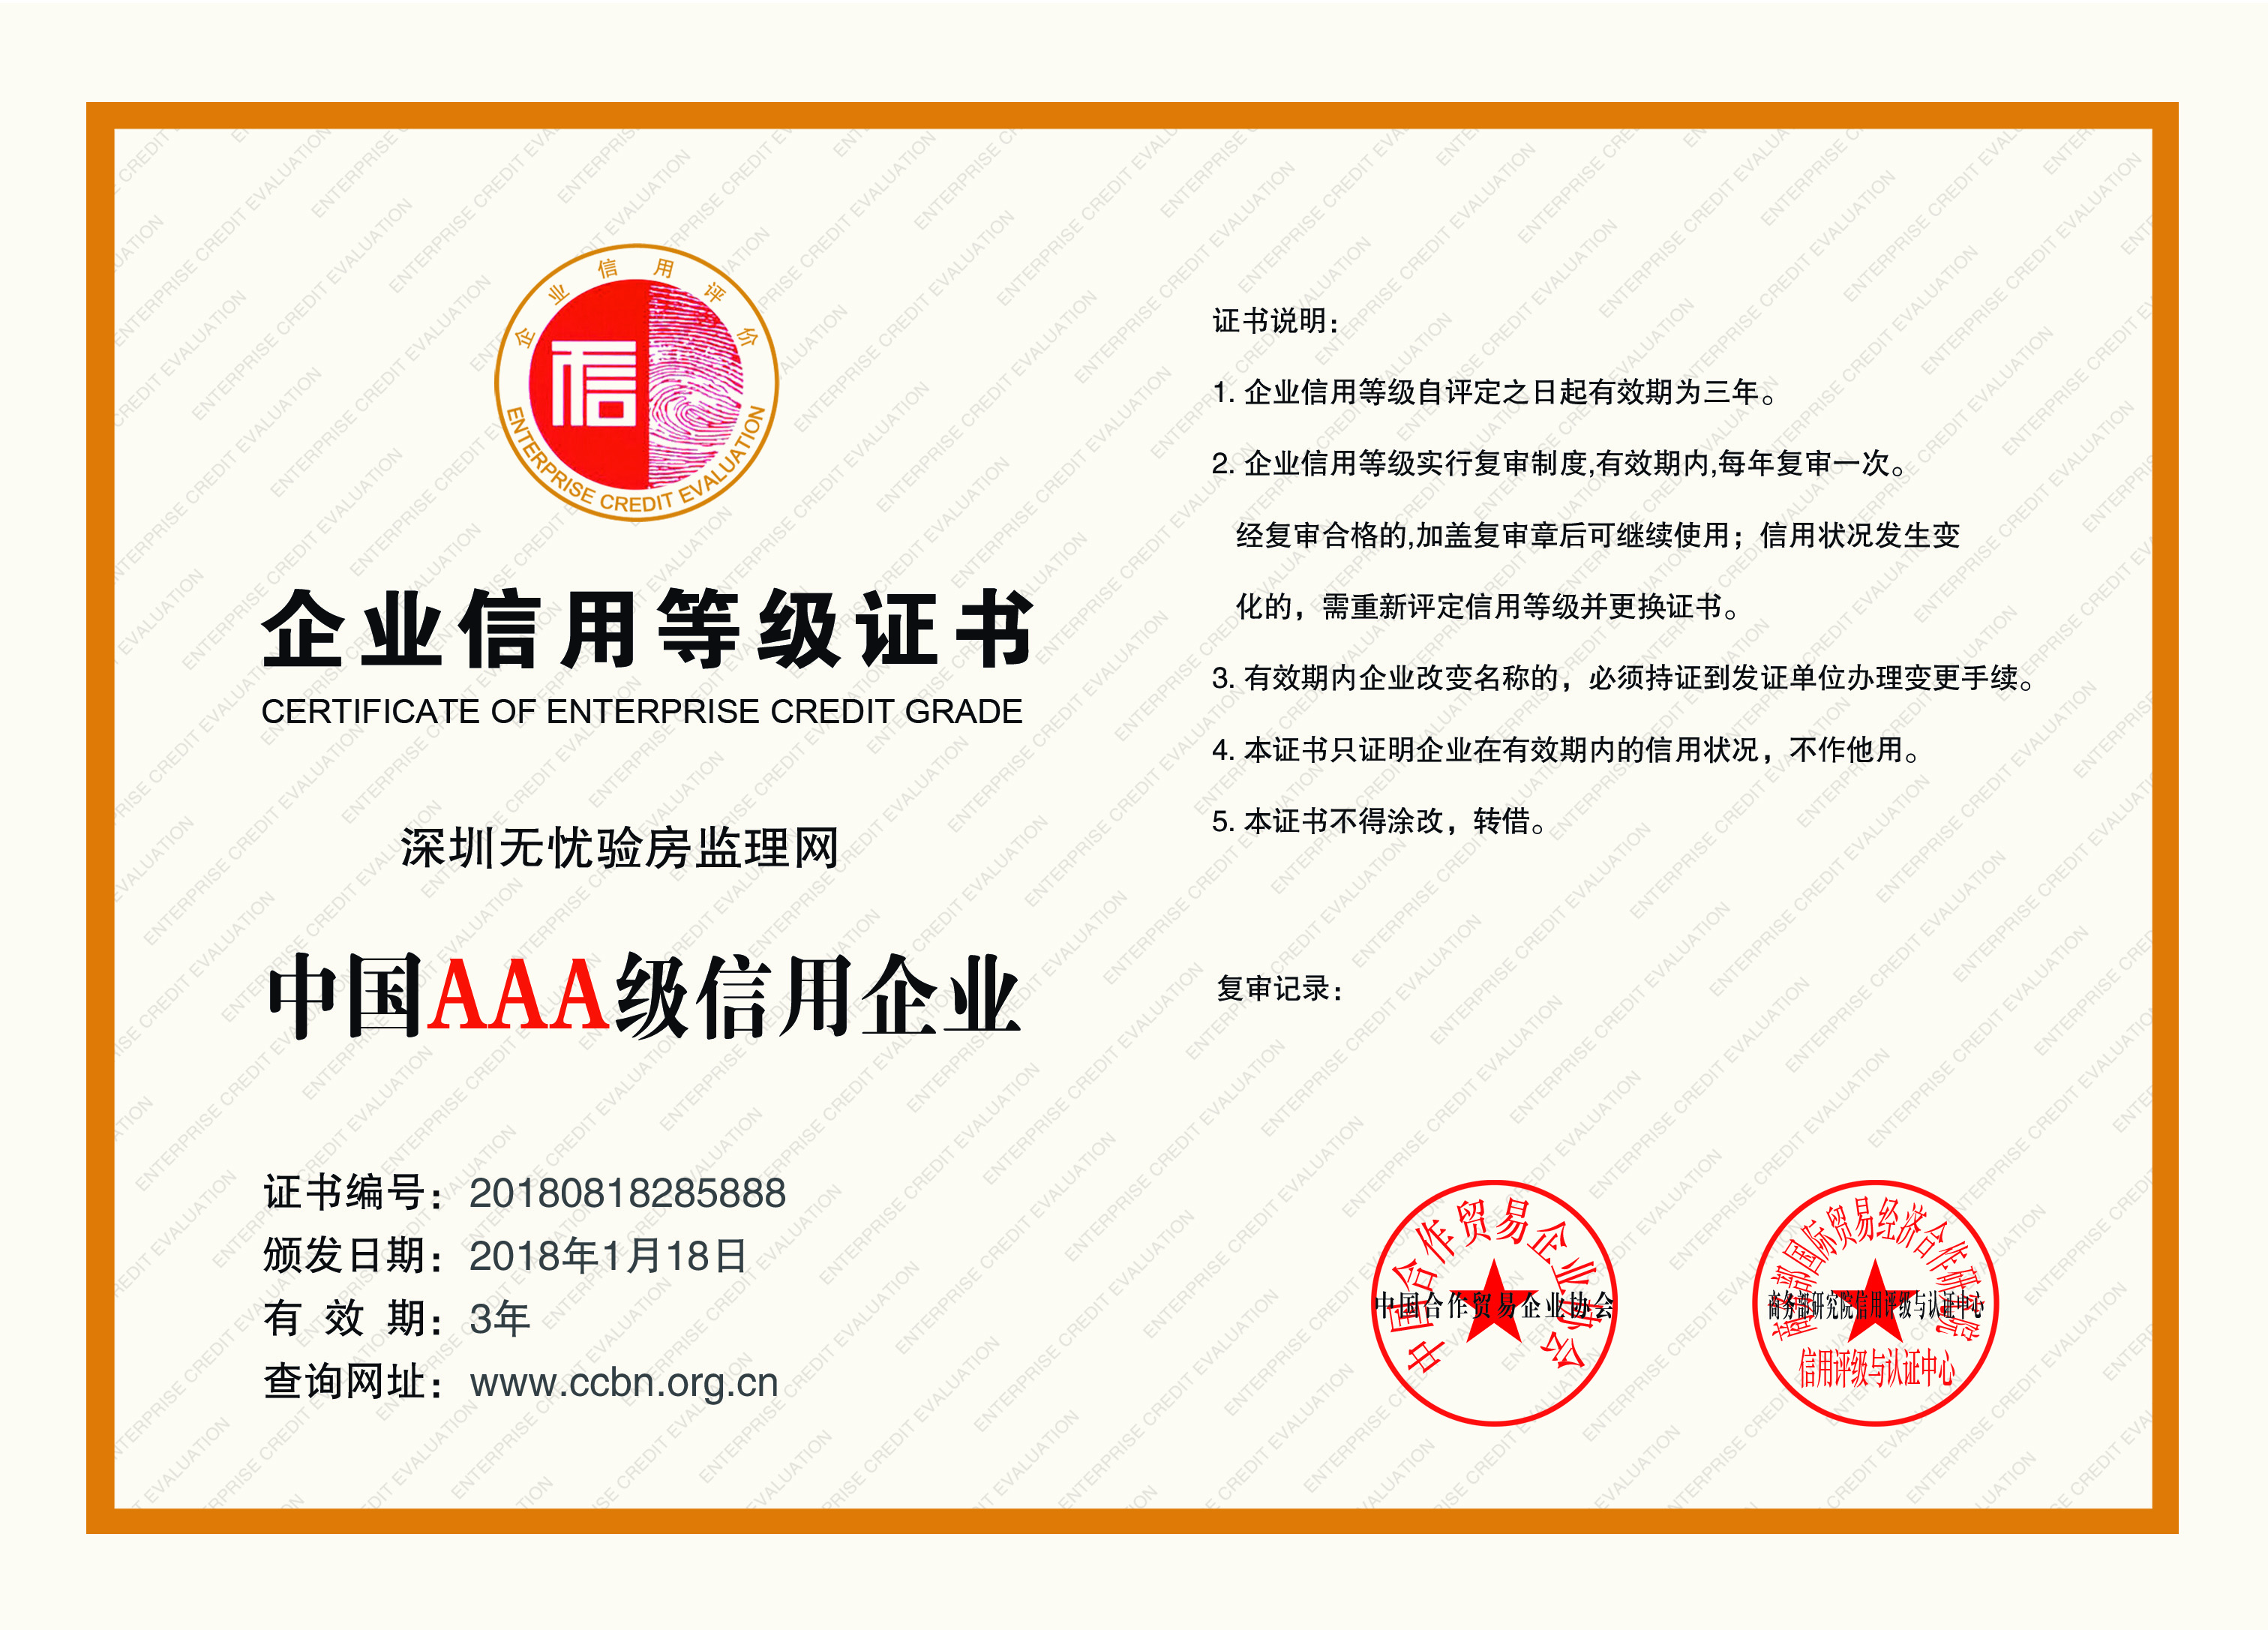 企业信用评价
信
ENTERPRISE CREDIT EVALUATION
企业信用等级证书
CERTIFICATE OF ENTERPRISE CREDIT GRADE
深圳无忧验房监理网
中国AAA级信用企业
证书编号：20180818285888
颁发日期：2018年1月18日
有 效 期：3年
查询网址：www.ccbn.org.cn
证书说明：
1. 企业信用等级自评定之日起有效期为三年。
2. 企业信用等级实行复审制度,有效期内,每年复审一次。
经复审合格的,加盖复审章后可继续使用；信用状况发生变
化的，需重新评定信用等级并更换证书。
3. 有效期内企业改变名称的，必须持证到发证单位办理变更手续。
4. 本证书只证明企业在有效期内的信用状况，不作他用。
5. 本证书不得涂改，转借。
复审记录：
中国合作贸易企业协会
中国合作贸易企业协会
商务部国际贸易经济合作研究院
商务部研究院信用评级与认证中心
信用评级与认证中心